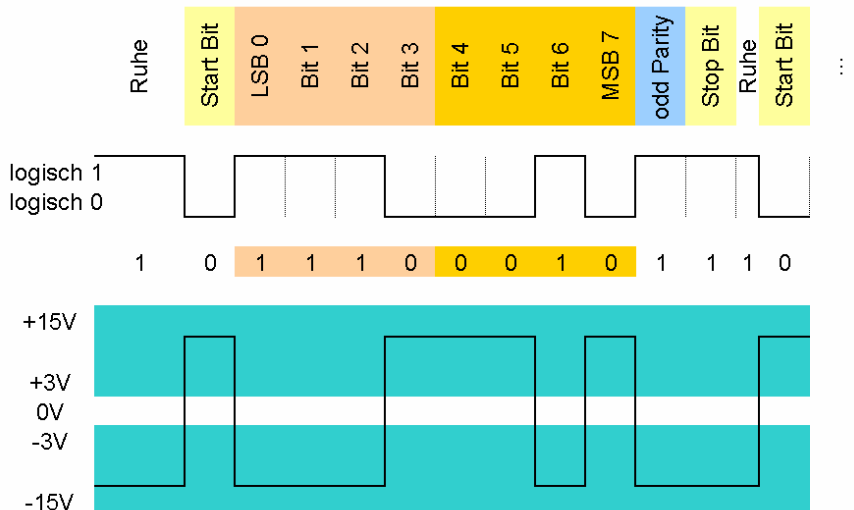 Ruhe Start Bit LSB 0 Bit 1 Bit 2 Bit 3 Bit 4 Bit 5 Bit 6 MSB 7 odd Parity Stop Bit Ruhe Start Bit ...
logisch 1
logisch 0
1 0 1 1 1 0 0 0 1 0 1 1 1 0
+15V
+3V
0V
-3V
-15V